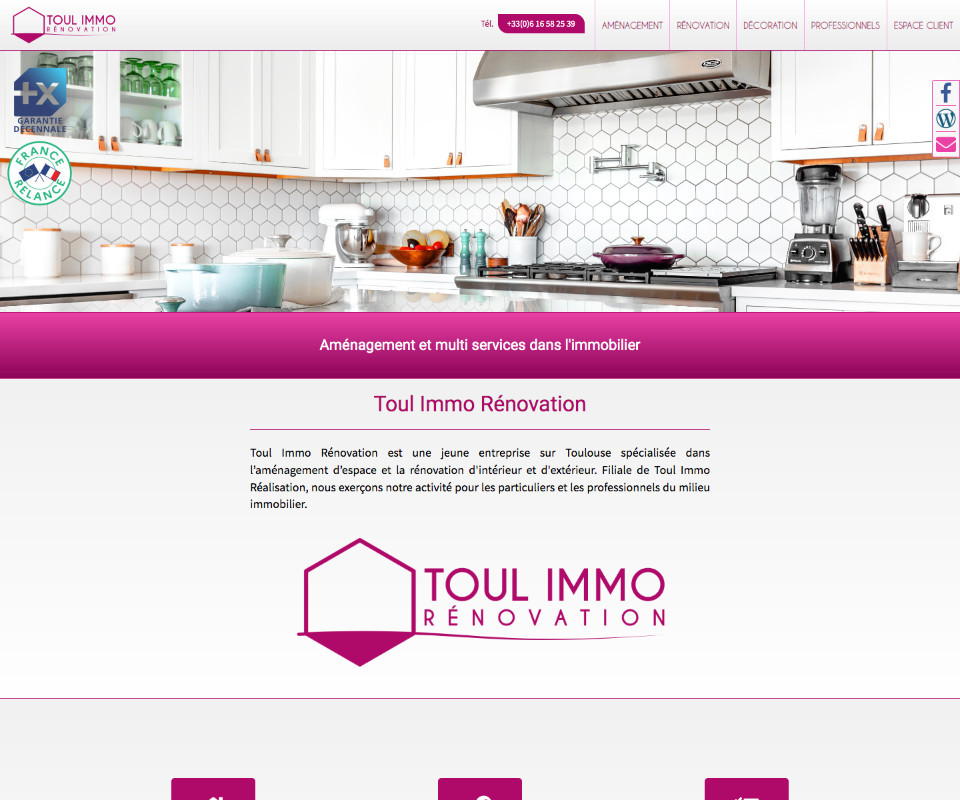 TOUL IMMO
RÉNOVATION
Tél. +33(0)6 16 58 25 39
AMÉNAGEMENT
RÉNOVATION
DÉCORATION
PROFESSIONNELS
ESPACE CLIENT
+X
GARANTIE
DÉCENNALE
FRANCE
RELANCE
Aménagement et multi services dans l'immobilier
Toul Immo Rénovation
Toul Immo Rénovation est une jeune entreprise sur Toulouse spécialisée dans
l'aménagement d'espace et la rénovation d'intérieur et d'extérieur. Filiale de Toul Immo
Réalisation, nous exerçons notre activité pour les particuliers et les professionnels du milieu
immobilier.
TOUL IMMO
RÉNOVATION